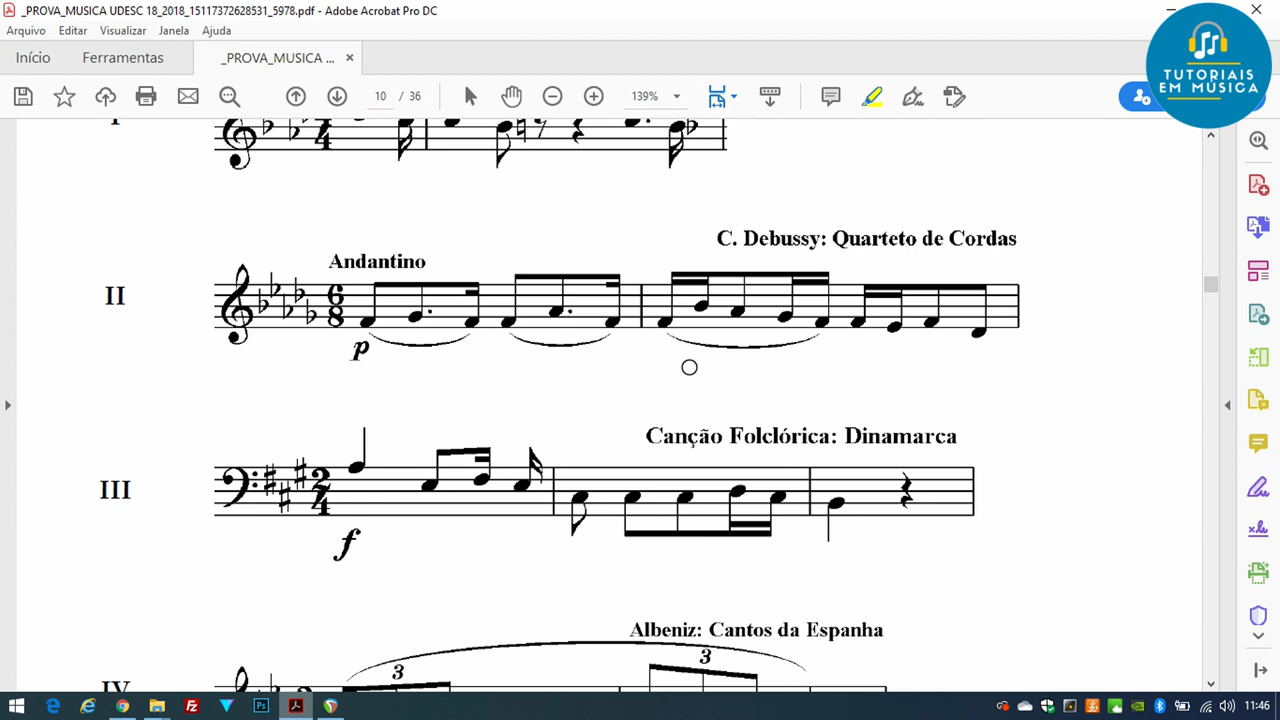 _PROVA_MUSICA UDESC 18_2018_15117372628531_5978.pdf - Adobe Acrobat Pro DC
Arquivo Editar Visualizar Janela Ajuda
Início Ferramentas _PROVA_MUSICA ... ×
TUTORIAIS
EM MÚSICA
10 / 36 139%
C. Debussy: Quarteto de Cordas
Andantino
II
6
8
p
Canção Folclórica: Dinamarca
III
2
4
f
Albeniz: Cantos da Espanha
3
3
IV
11:46